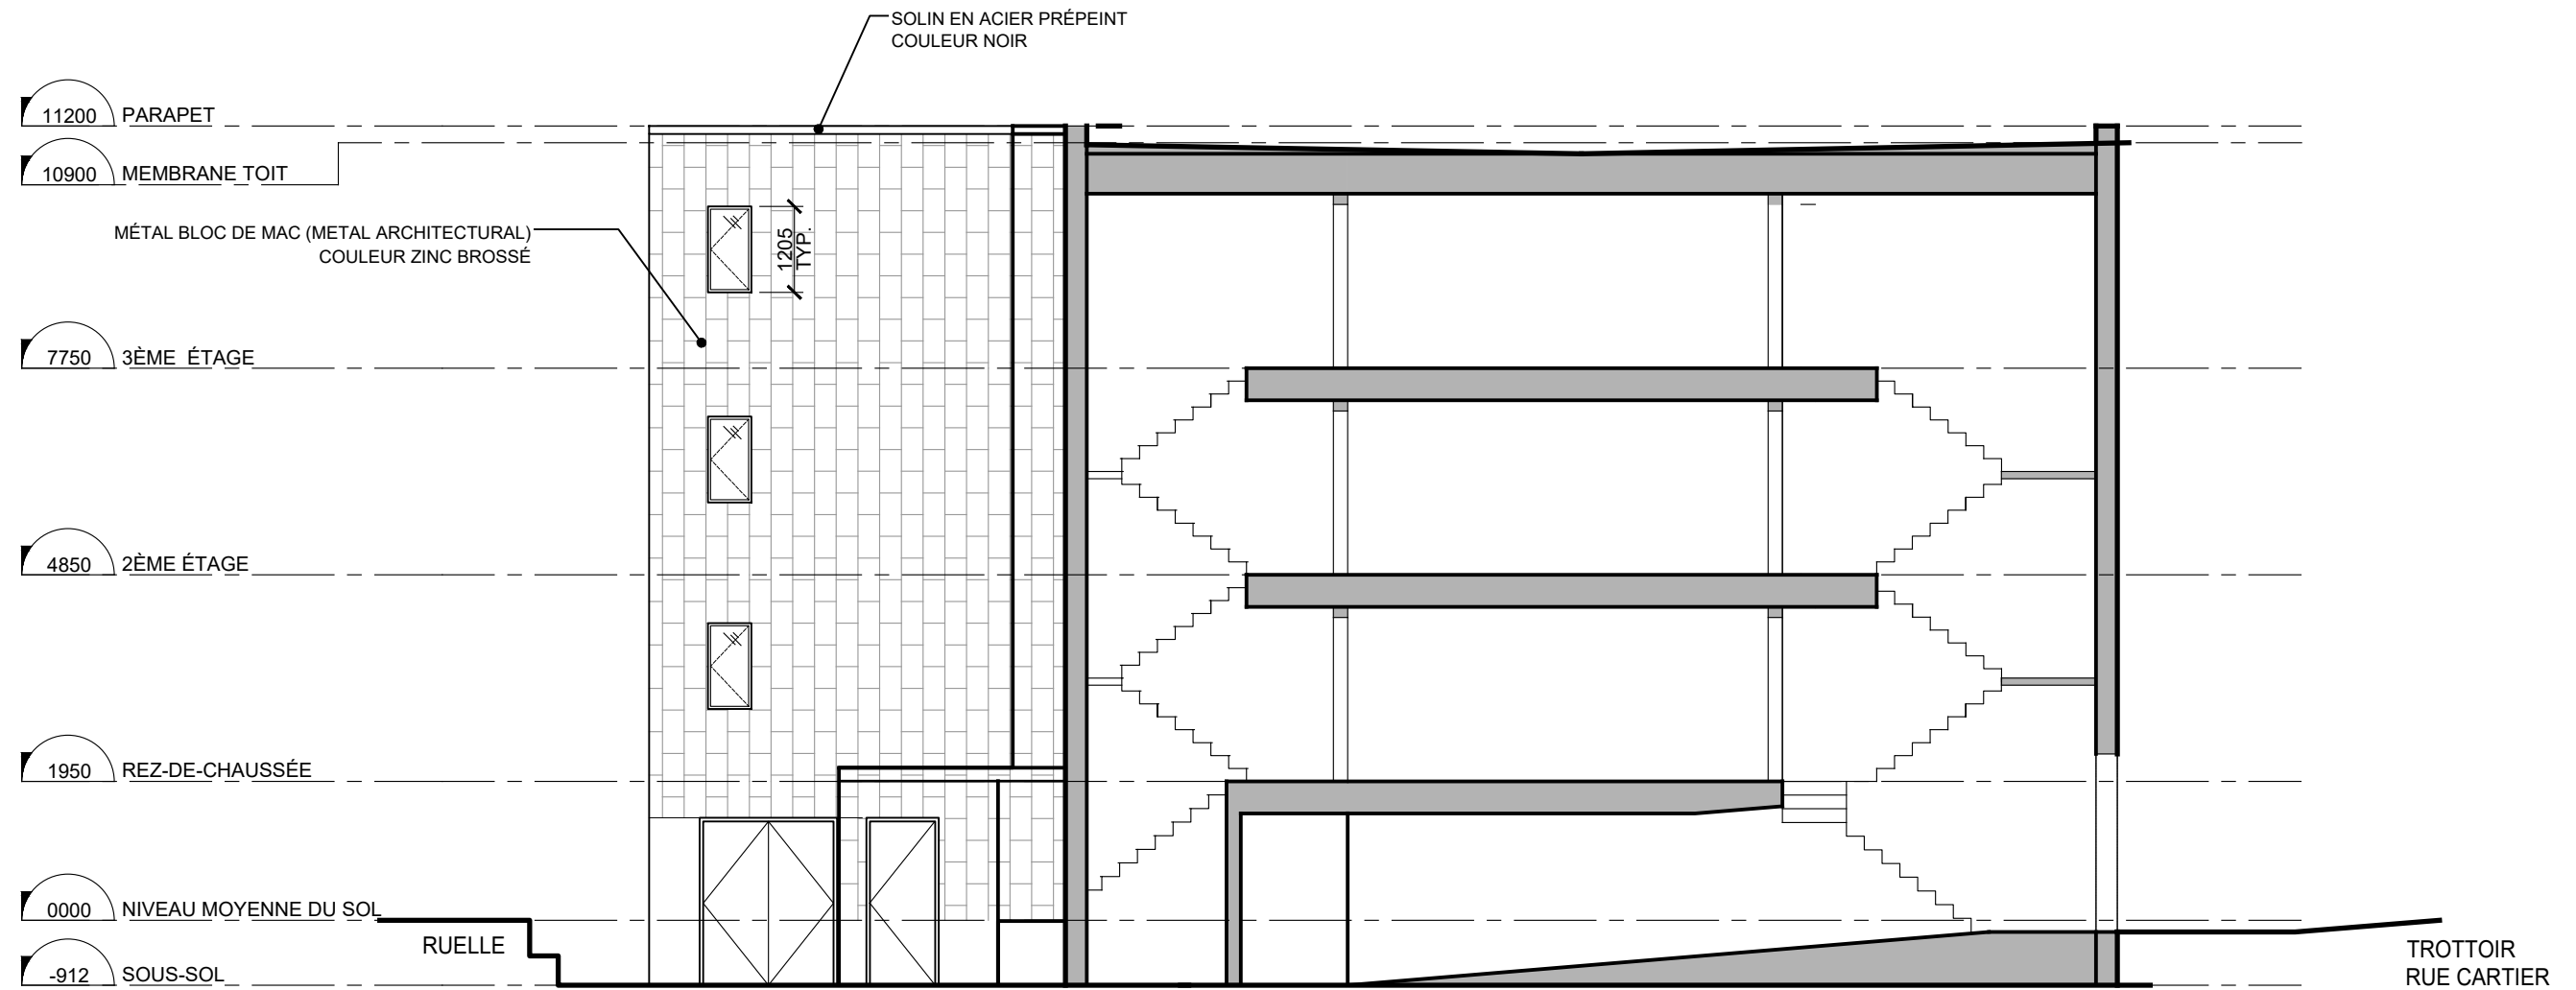 SOLIN EN ACIER PRÉPEINT
COULEUR NOIR
11200 PARAPET
10900 MEMBRANE TOIT
MÉTAL BLOC DE MAC (METAL ARCHITECTURAL)
COULEUR ZINC BROSSÉ
1205
TYP.
7750 3ÈME ÉTAGE
4850 2ÈME ÉTAGE
1950 REZ-DE-CHAUSSÉE
0000 NIVEAU MOYENNE DU SOL
RUELLE
-912 SOUS-SOL
TROTTOIR
RUE CARTIER